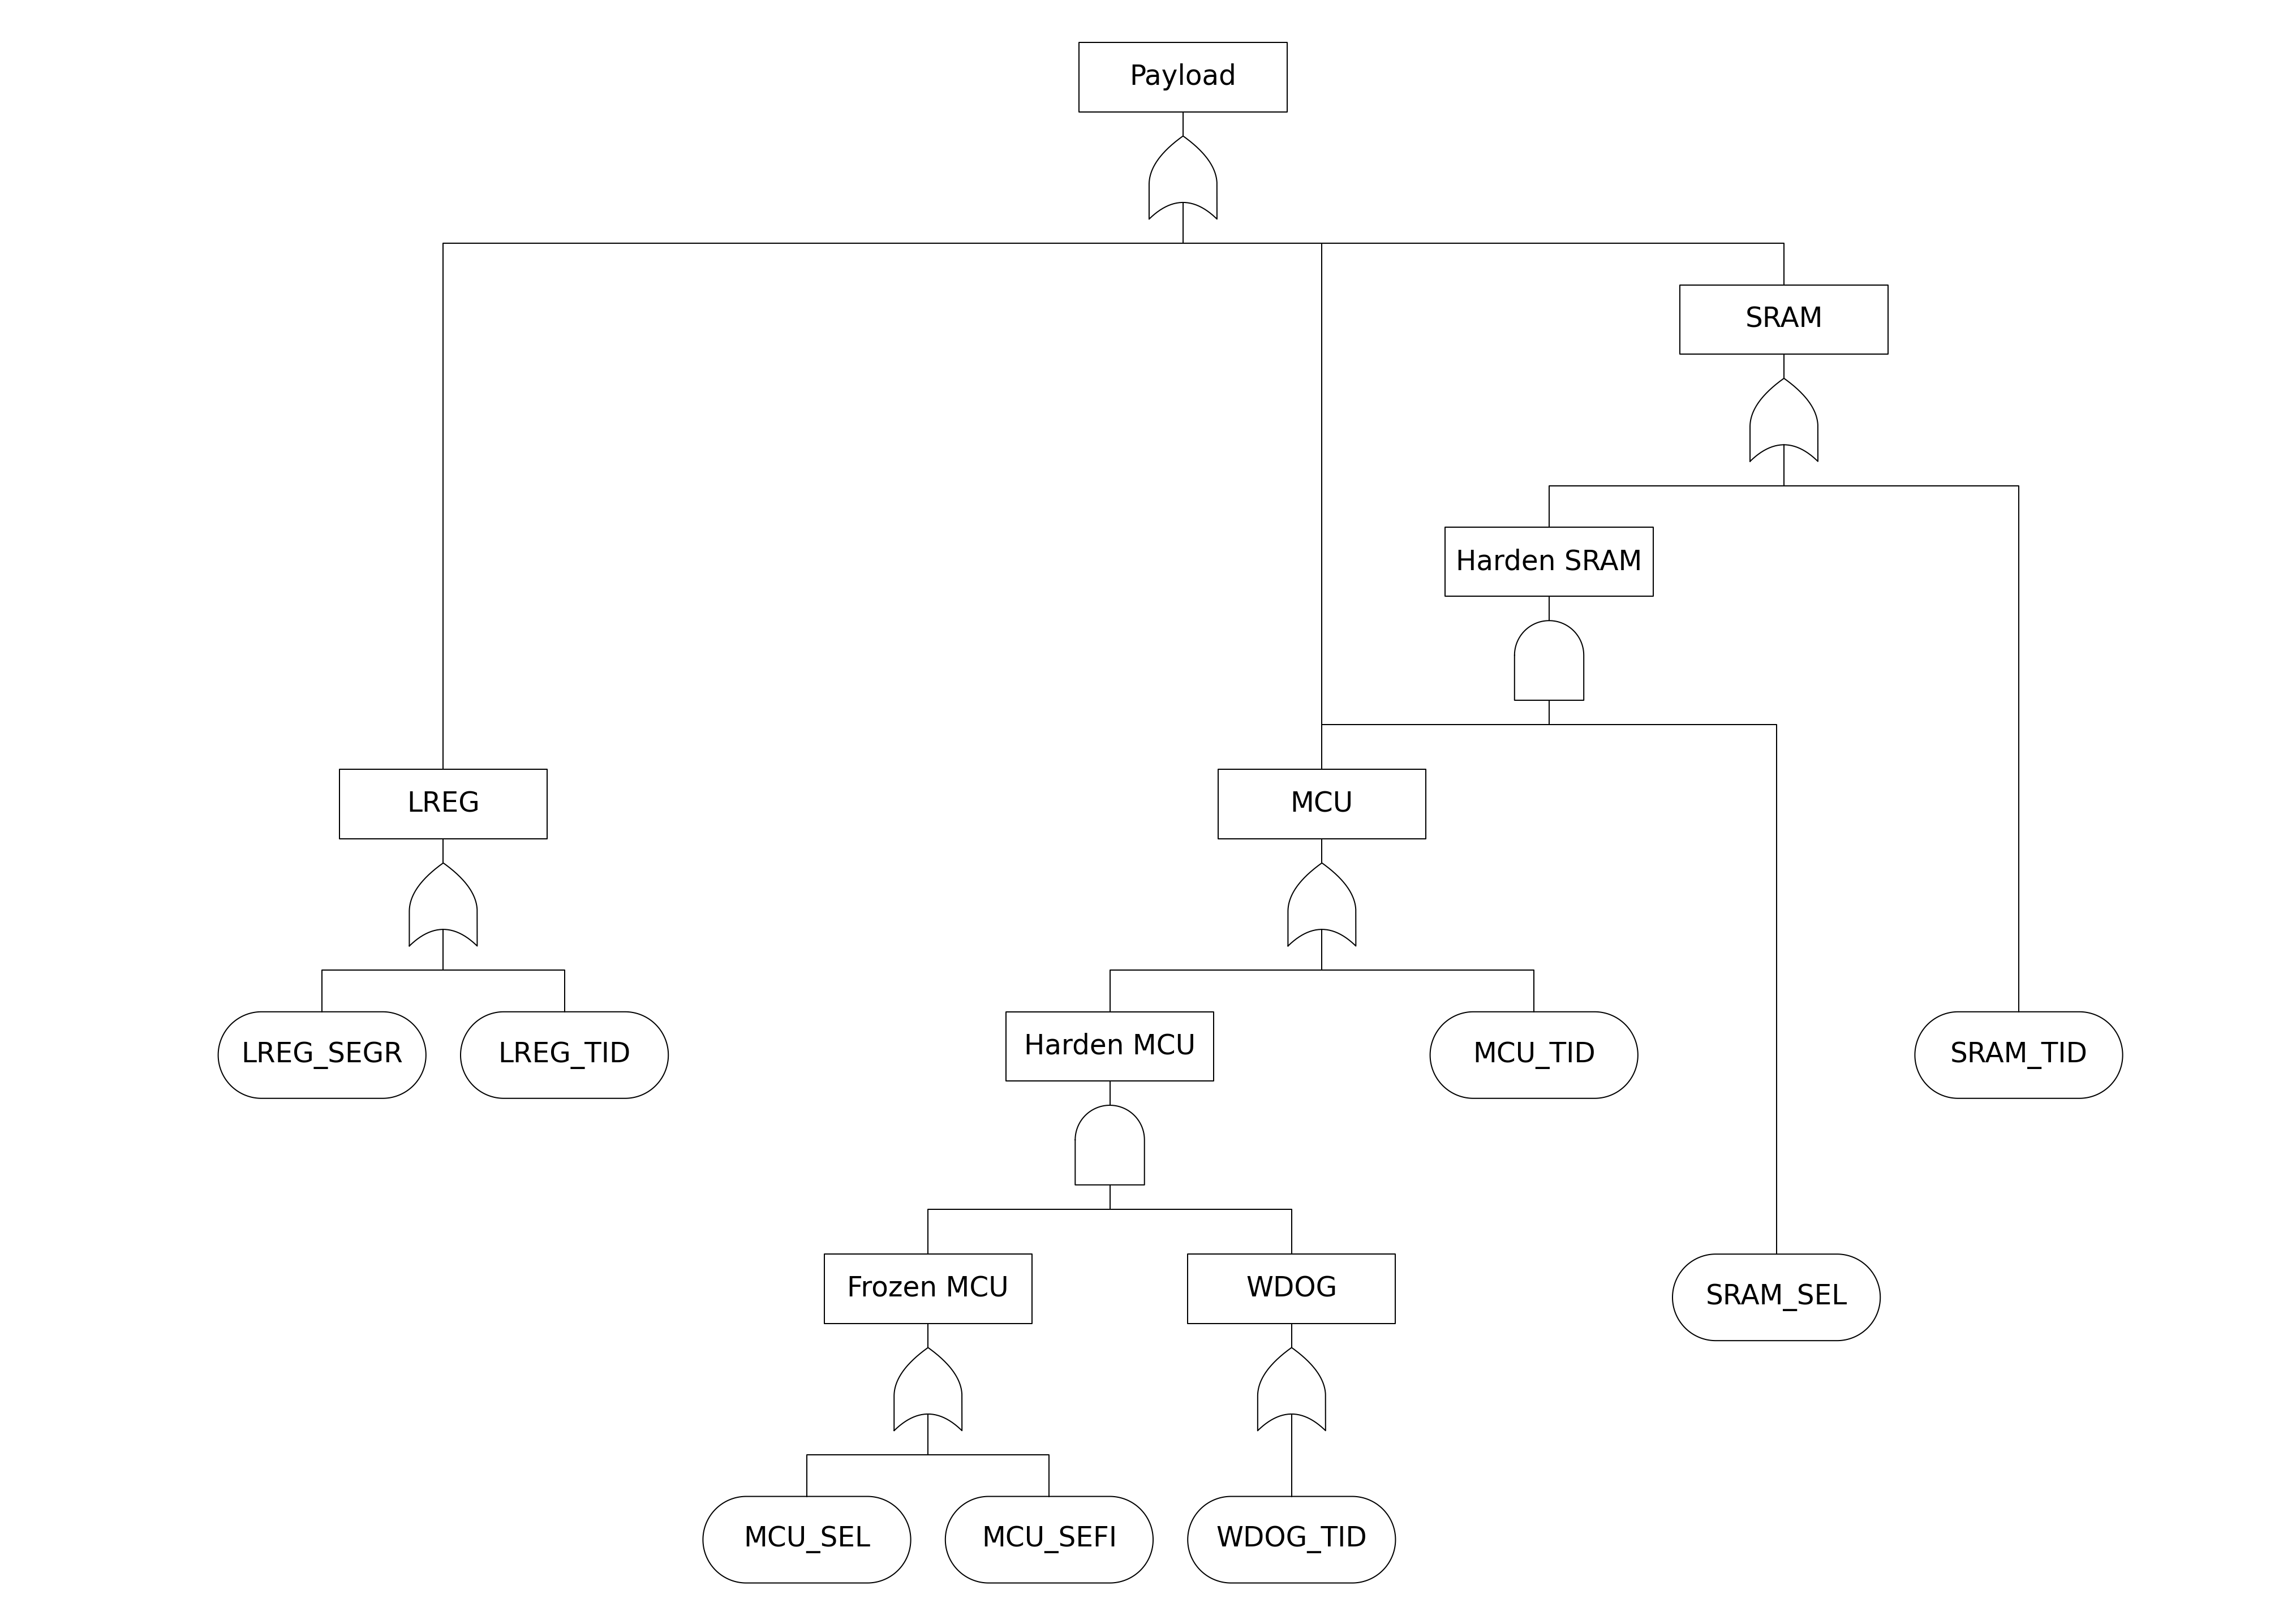 Payload
SRAM
Harden SRAM
LREG
MCU
LREG_SEGR
LREG_TID
Harden MCU
MCU_TID
SRAM_TID
Frozen MCU
WDOG
SRAM_SEL
MCU_SEL
MCU_SEFI
WDOG_TID